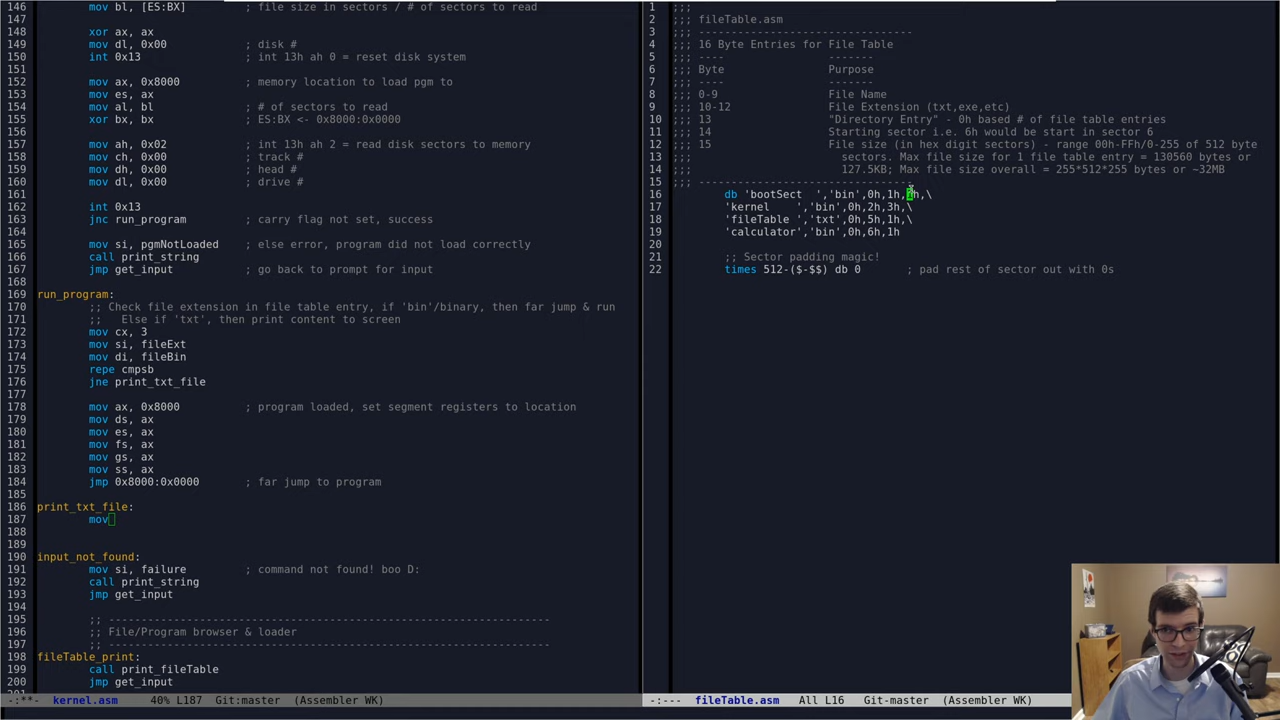 146 mov bl, [ES:BX] ; file size in sectors / # of sectors to read
148 xor ax, ax
149 mov dl, 0x00 ; disk #
150 int 0x13 ; int 13h ah 0 = reset disk system
151
152 mov ax, 0x8000 ; memory location to load pgm to
153 mov es, ax
154 mov al, bl ; # of sectors to read
155 xor bx, bx ; ES:BX <- 0x8000:0x0000
156
157 mov ah, 0x02 ; int 13h ah 2 = read disk sectors to memory
158 mov ch, 0x00 ; track #
159 mov dh, 0x00 ; head #
160 mov dl, 0x00 ; drive #
161
162 int 0x13
163 jnc run_program ; carry flag not set, success
164
165 mov si, pgmNotLoaded ; else error, program did not load correctly
166 call print_string
167 jmp get_input ; go back to prompt for input
168
169 run_program:
170 ;; Check file extension in file table entry, if 'bin'/binary, then far jump & run
171 ;; Else if 'txt', then print content to screen
172 mov cx, 3
173 mov si, fileExt
174 mov di, fileBin
175 repe cmpsb
176 jne print_txt_file
177
178 mov ax, 0x8000 ; program loaded, set segment registers to location
179 mov ds, ax
180 mov es, ax
181 mov fs, ax
182 mov gs, ax
183 mov ss, ax
184 jmp 0x8000:0x0000 ; far jump to program
185
186 print_txt_file:
187 mov
188
189
190 input_not_found:
191 mov si, failure ; command not found! boo D:
192 call print_string
193 jmp get_input
194
195 ;; -----------------------------------------------------------------------
196 ;; File/Program browser & loader
197 ;; -----------------------------------------------------------------------
198 fileTable_print:
199 call print_fileTable
200 jmp get_input
-:**- kernel.asm 40% L187 Git:master (Assembler WK)
1 ;;;
2 ;;; fileTable.asm
3 ;;; ---------------------------------
4 ;;; 16 Byte Entries for File Table
5 ;;; ---- -------
6 ;;; Byte Purpose
7 ;;; ---- -------
8 ;;; 0-9 File Name
9 ;;; 10-12 File Extension (txt,exe,etc)
10 ;;; 13 "Directory Entry" - 0h based # of file table entries
11 ;;; 14 Starting sector i.e. 6h would be start in sector 6
12 ;;; 15 File size (in hex digit sectors) - range 00h-FFh/0-255 of 512 byte
13 ;;; sectors. Max file size for 1 file table entry = 130560 bytes or
14 ;;; 127.5KB; Max file size overall = 255*512*255 bytes or ~32MB
15 ;;; ---------------------------------
16 db 'bootSect ','bin',0h,1h,2h,\
17 'kernel ','bin',0h,2h,3h,\
18 'fileTable ','txt',0h,5h,1h,\
19 'calculator','bin',0h,6h,1h
20
21 ;; Sector padding magic!
22 times 512-($-$$) db 0 ; pad rest of sector out with 0s
-:--- fileTable.asm All L16 Git-master (Assembler WK)